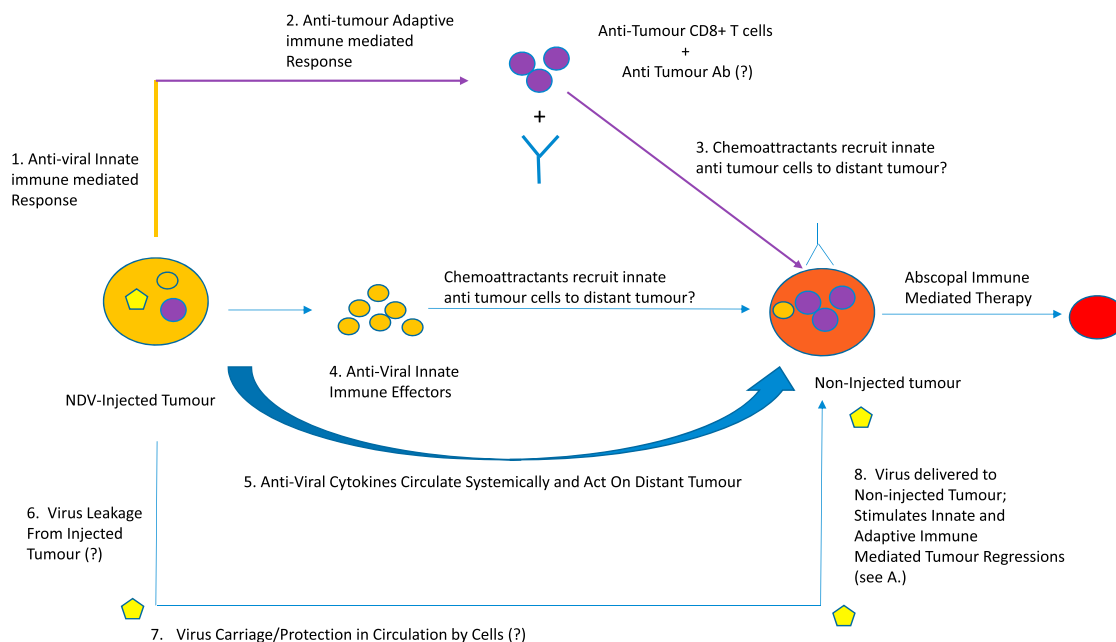 2. Anti-tumour Adaptive
immune mediated
Response
Anti-Tumour CD8+ T cells
+
Anti Tumour Ab (?)
+
1. Anti-viral Innate
immune mediated
Response
3. Chemoattractants recruit innate
anti tumour cells to distant tumour?
Chemoattractants recruit innate
anti tumour cells to distant tumour?
Abscopal Immune
Mediated Therapy
4. Anti-Viral Innate
Immune Effectors
NDV-Injected Tumour
Non-Injected tumour
5. Anti-Viral Cytokines Circulate Systemically and Act On Distant Tumour
6.  Virus Leakage
From Injected
Tumour (?)
8.  Virus delivered to
Non-injected Tumour;
Stimulates Innate and
Adaptive Immune
Mediated Tumour Regressions
(see A.)
7.   Virus Carriage/Protection in Circulation by Cells (?)